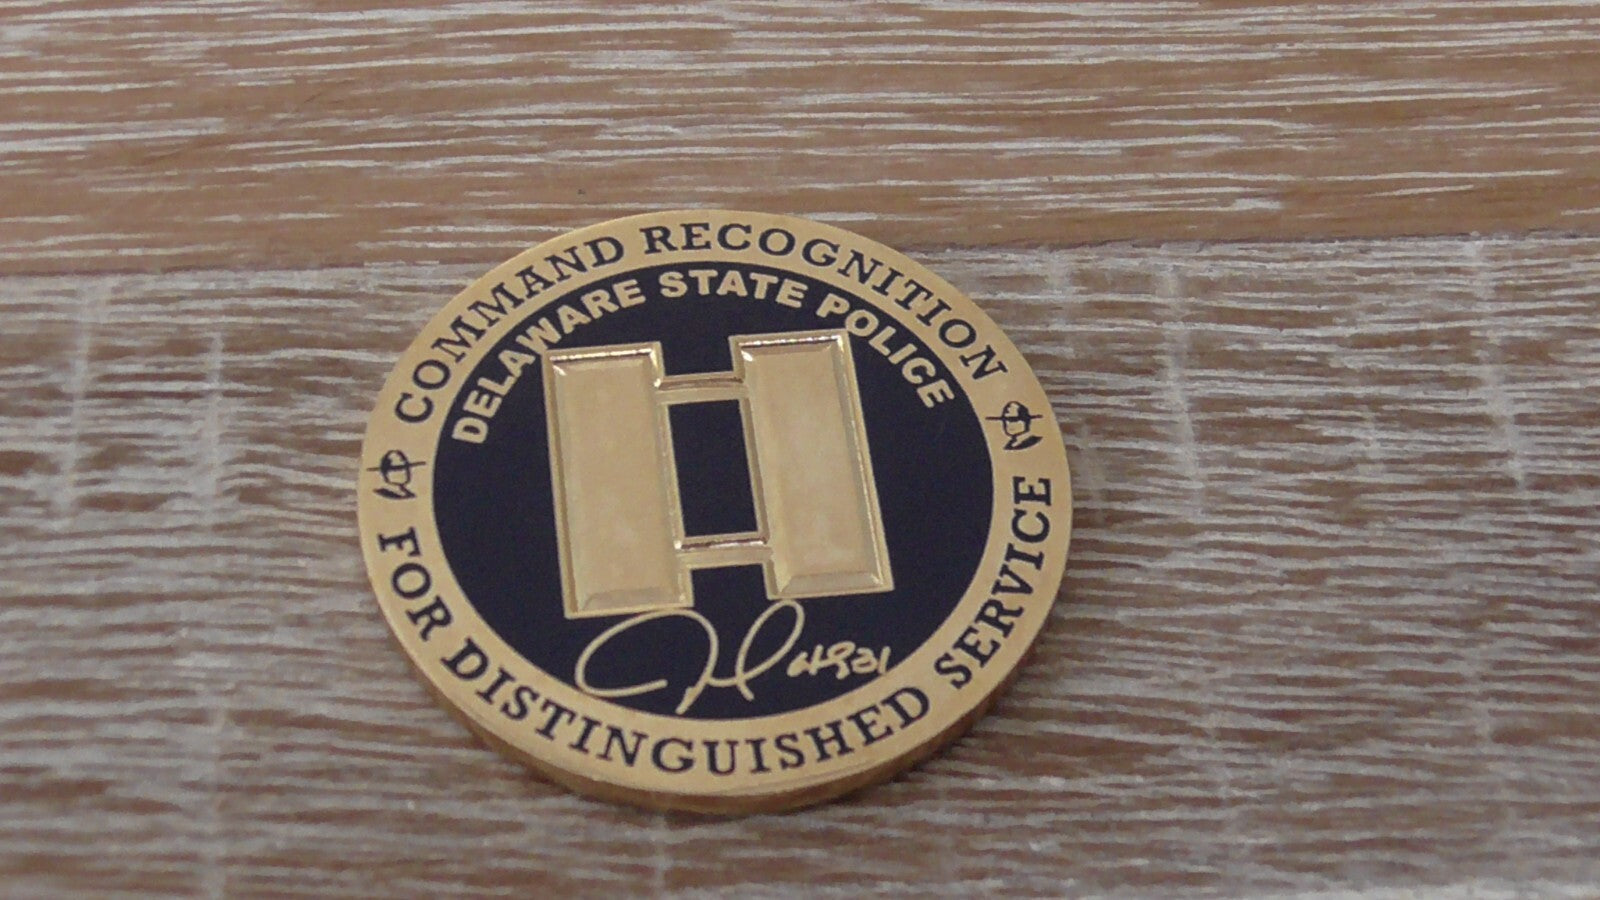 COMMAND RECOGNITION
DELAWARE STATE POLICE
FOR DISTINGUISHED SERVICE